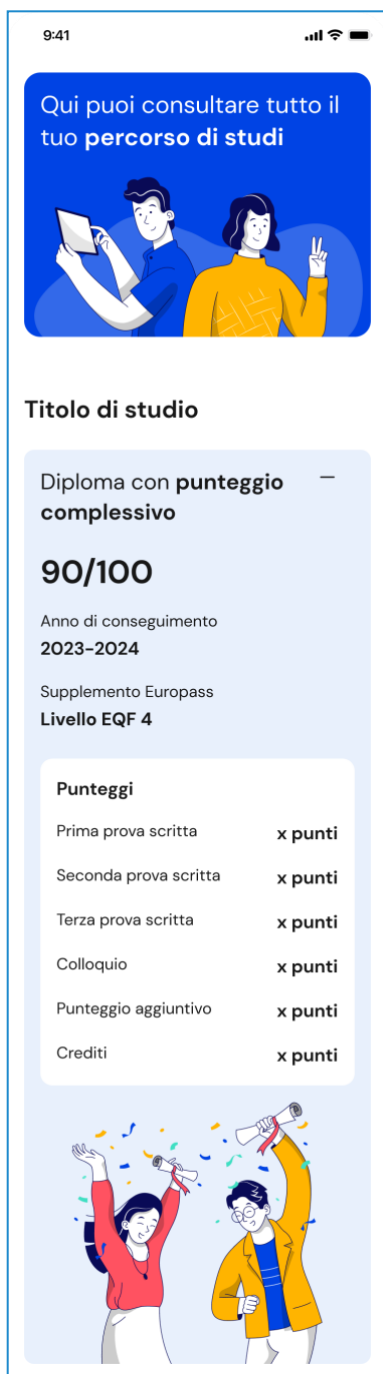 9:41
Qui puoi consultare tutto il
tuo percorso di studi
Titolo di studio
Diploma con punteggio
complessivo
90/100
Anno di conseguimento
2023-2024
Supplemento Europass
Livello EQF 4
Punteggi
Prima prova scritta x punti
Seconda prova scritta x punti
Terza prova scritta x punti
Colloquio x punti
Punteggio aggiuntivo x punti
Crediti x punti